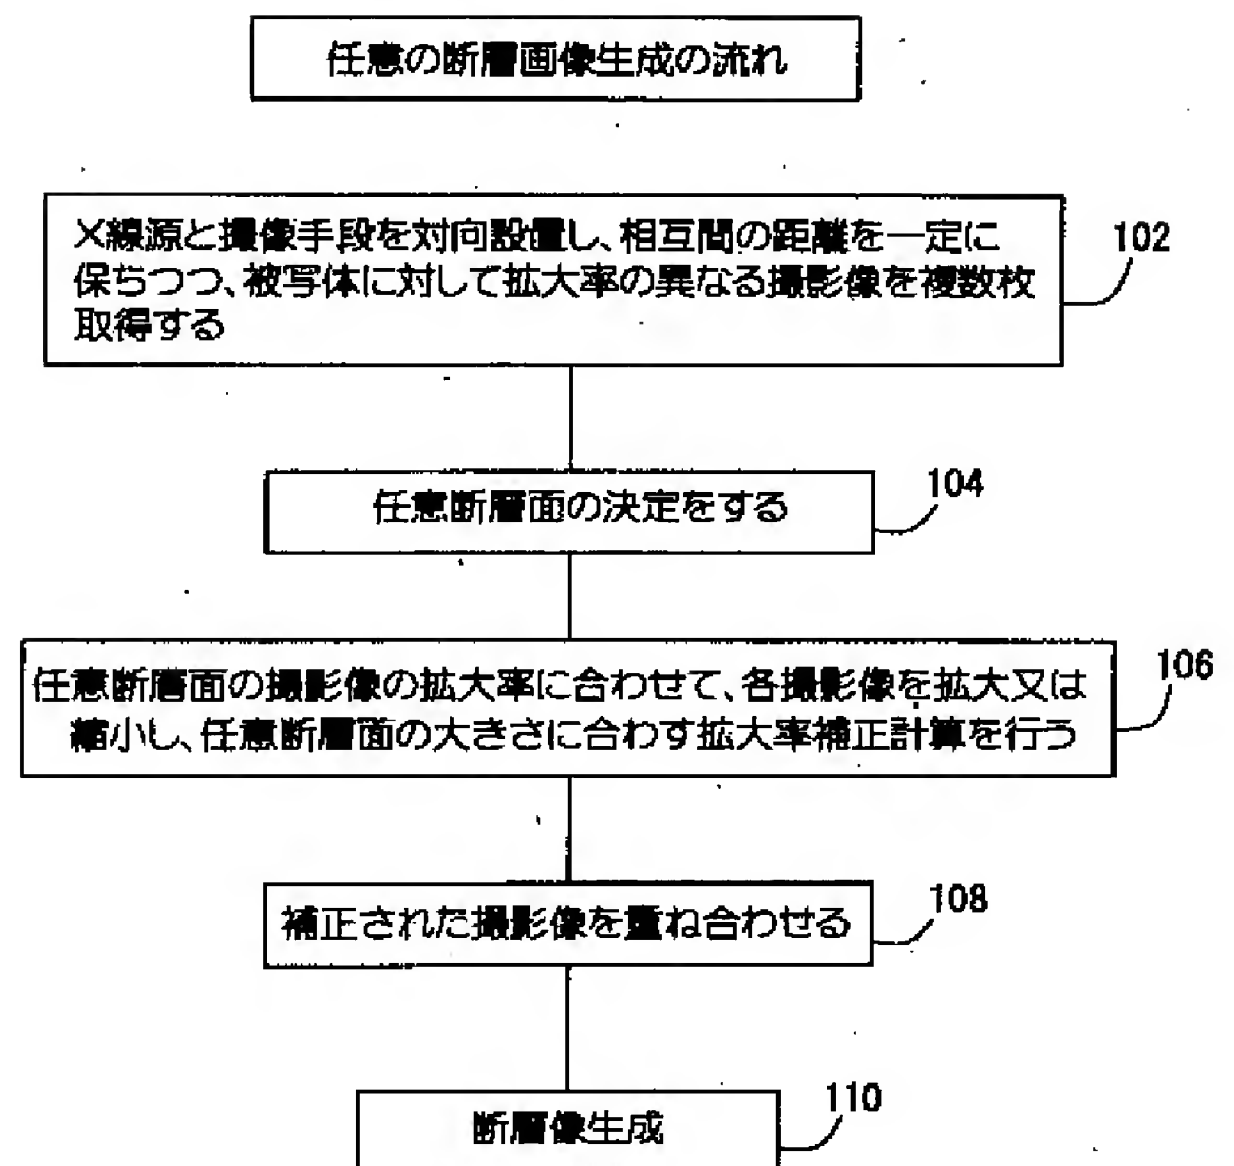 任意の断層画像生成の流れ
X線源と撮像手段を対向設置し、相互間の距離を一定に
保ちつつ、被写体に対して拡大率の異なる撮影像を複数枚
取得する
102
任意断層面の決定をする
104
任意断層面の撮影像の拡大率に合わせて、各撮影像を拡大又は
縮小し、任意断層面の大きさに合わす拡大率補正計算を行う
106
補正された撮影像を重ね合わせる
108
断層像生成
110